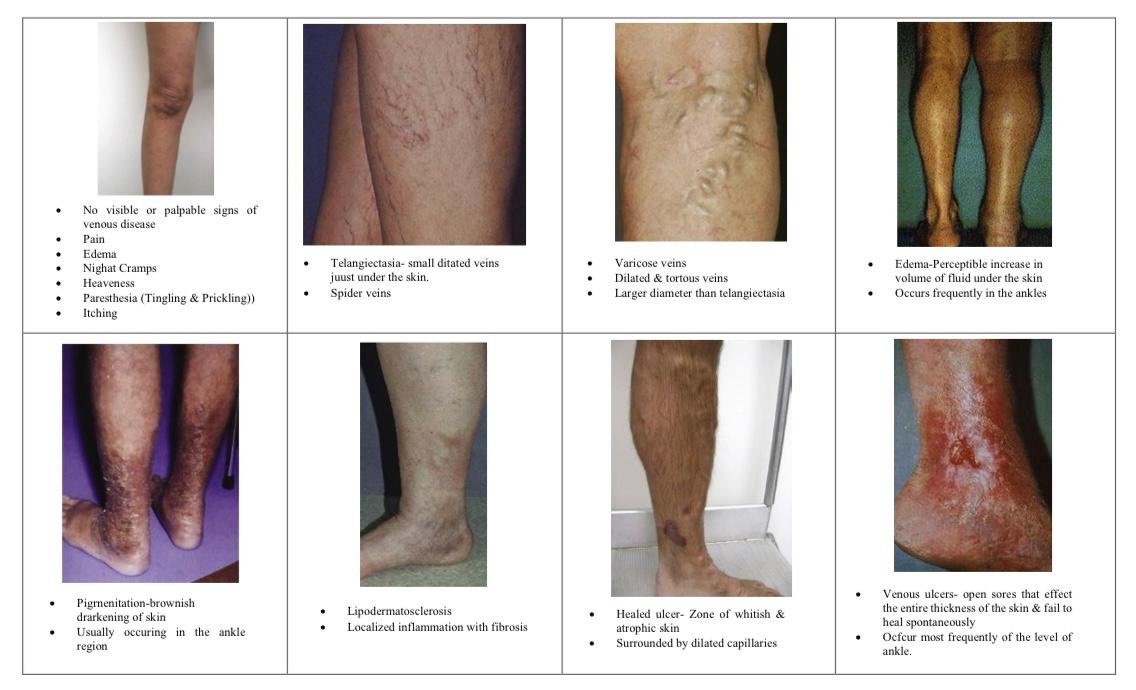 No visible or palpable signs of
venous disease
Pain
Edema
Nighat Cramps
Heaveness
Paresthesia (Tingling & Prickling))
Itching
Telangiectasia- small ditated veins
juust under the skin.
Spider veins
Varicose veins
Dilated & tortous veins
Larger diameter than telangiectasia
Edema-Perceptible increase in
volume of fluid under the skin
Occurs frequently in the ankles
Pigrnenitation-brownish
drarkening of skin
Usually occuring in the ankle
region
Lipodermatosclerosis
Localized inflammation with fibrosis
Healed ulcer- Zone of whitish &
atrophic skin
Surrounded by dilated capillaries
Venous ulcers- open sores that effect
the entire thickness of the skin & fail to
heal spontaneously
Ocfcur most frequently of the level of
ankle.